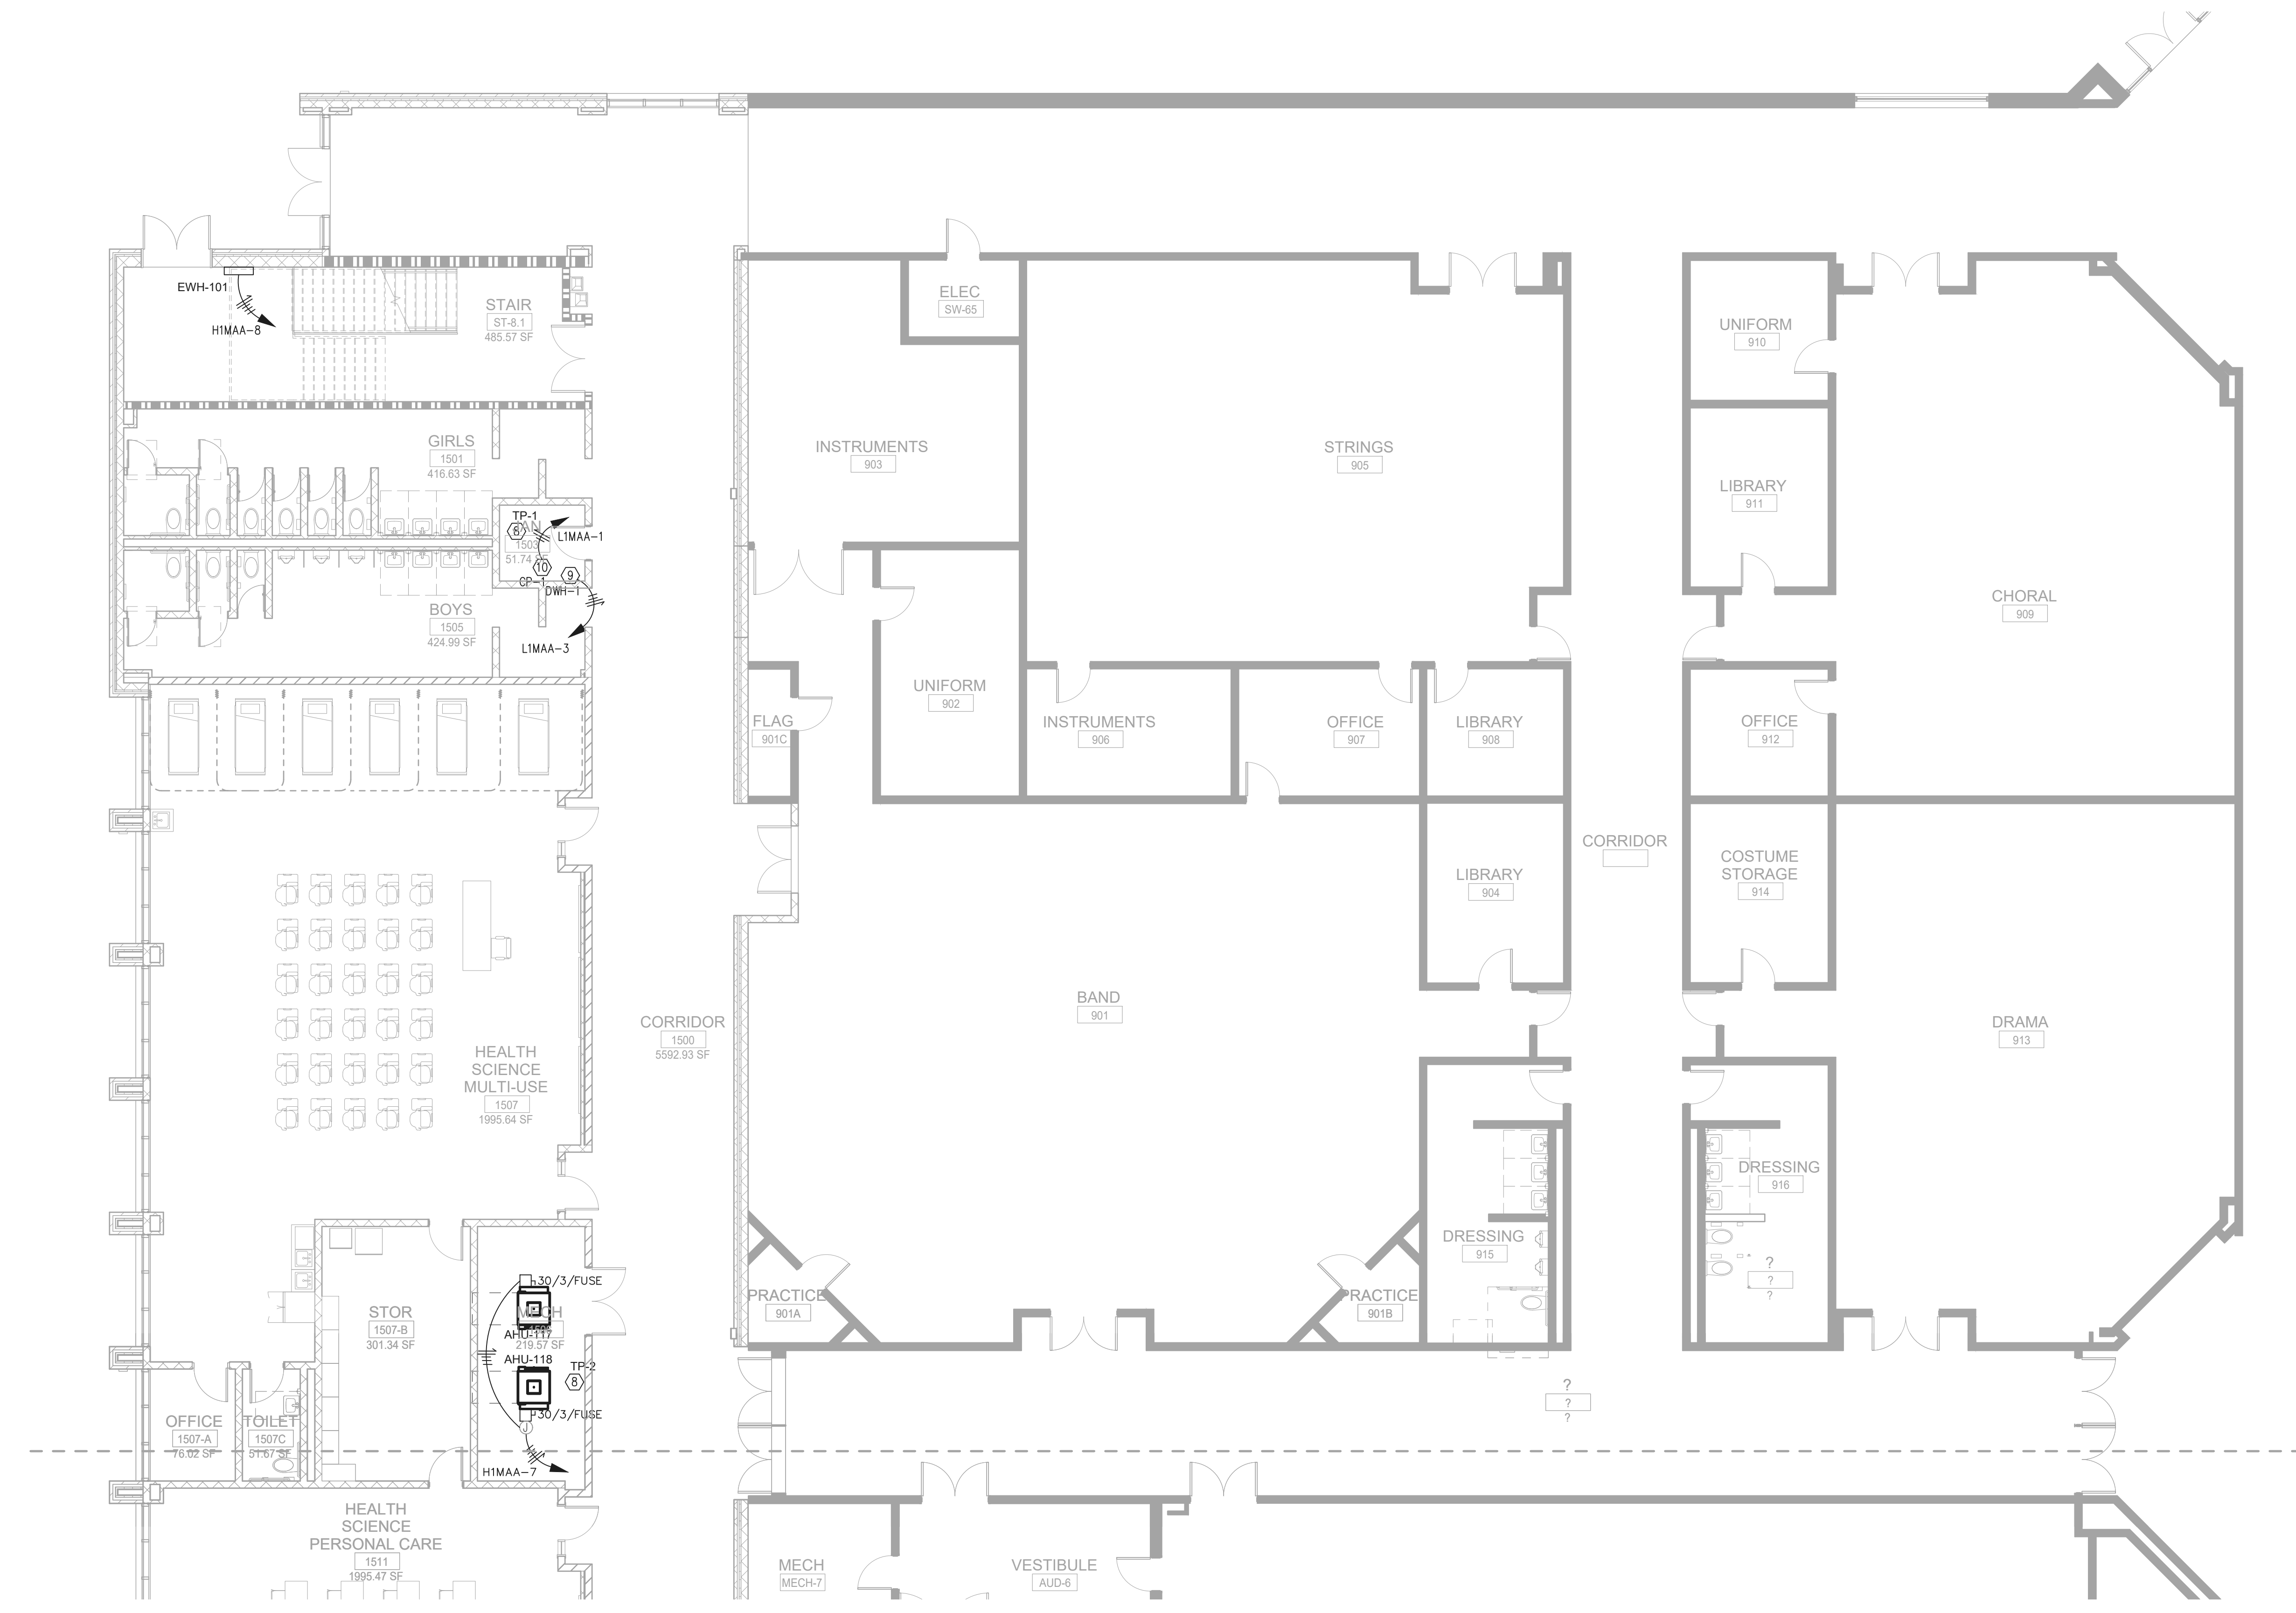 EWH-101
H1MAA-8
STAIR
ST-8.1
485.57 SF
ELEC
SW-65
UNIFORM
910
GIRLS
1501
416.63 SF
INSTRUMENTS
903
STRINGS
905
LIBRARY
911
TP-1
8
JAN
1503
51.74 SF
L1MAA-1
10
9
CP-1
DWH-1
BOYS
1505
424.99 SF
L1MAA-3
CHORAL
909
UNIFORM
902
FLAG
901C
INSTRUMENTS
906
OFFICE
907
LIBRARY
908
OFFICE
912
CORRIDOR
LIBRARY
904
COSTUME
STORAGE
914
BAND
901
CORRIDOR
1500
5592.93 SF
DRAMA
913
HEALTH
SCIENCE
MULTI-USE
1507
1995.64 SF
DRESSING
916
DRESSING
915
?
?
?
30/3/FUSE
MECH
219.57 SF
AHU-117
AHU-118
TP-2
8
30/3/FUSE
J
H1MAA-7
STOR
1507-B
301.34 SF
PRACTICE
901A
PRACTICE
901B
OFFICE
1507-A
76.02 SF
TOILET
1507C
51.67 SF
?
?
?
HEALTH
SCIENCE
PERSONAL CARE
1511
1995.47 SF
MECH
MECH-7
VESTIBULE
AUD-6